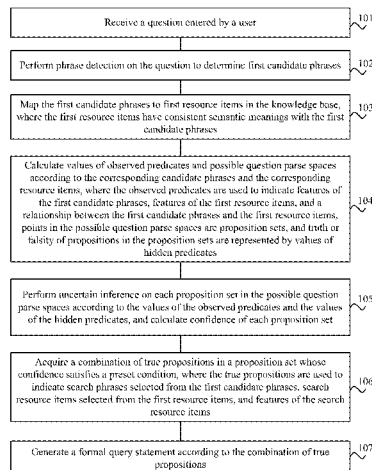 Receive a question entered by a user
101
Perform phrase detection on the question to determine first candidate phrases
102
Map the first candidate phrases to first resource items in the knowledge base,
where the first resource items have consistent semantic meanings with the first
candidate phrases
103
Calculate values of observed predicates and possible question parse spaces
according to the corresponding candidate phrases and the corresponding
resource items, where the observed predicates are used to indicate features of
the first candidate phrases, features of the first resource items, and a
relationship between the first candidate phrases and the first resource items,
points in the possible question parse spaces are proposition sets, and truth or
falsity of propositions in the proposition sets are represented by values of
hidden predicates
104
Perform uncertain inference on each proposition set in the possible question
parse spaces according to the values of the observed predicates and the values
of the hidden predicates, and calculate confidence of each proposition set
105
Acquire a combination of true propositions in a proposition set whose
confidence satisfies a preset condition, where the true propositions are used to
indicate search phrases selected from the first candidate phrases, search
resource items selected from the first resource items, and features of the search
resource items
106
Generate a formal query statement according to the combination of true
propositions
107